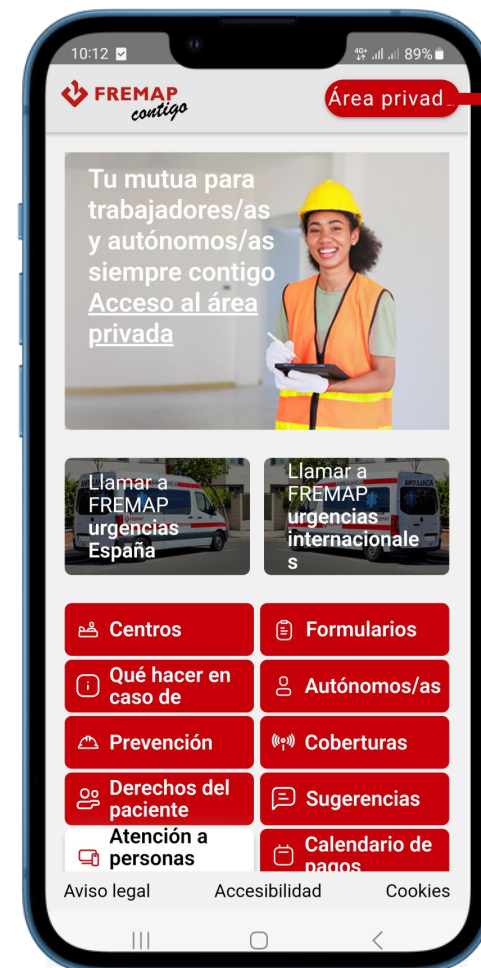 10:12
4G+ 89%
FREMAP
contigo
Área privad
Tu mutua para
trabajadores/as
y autónomos/as
siempre contigo
Acceso al área
privada
Llamar a
FREMAP
urgencias
España
Llamar a
FREMAP
urgencias
internacionale
s
AMBULANCIA
Centros
Formularios
Qué hacer en
caso de
Autónomos/as
Prevención
Coberturas
Derechos del
paciente
Sugerencias
Atención a
personas
Calendario de
pagos
Aviso legal
Accesibilidad
Cookies